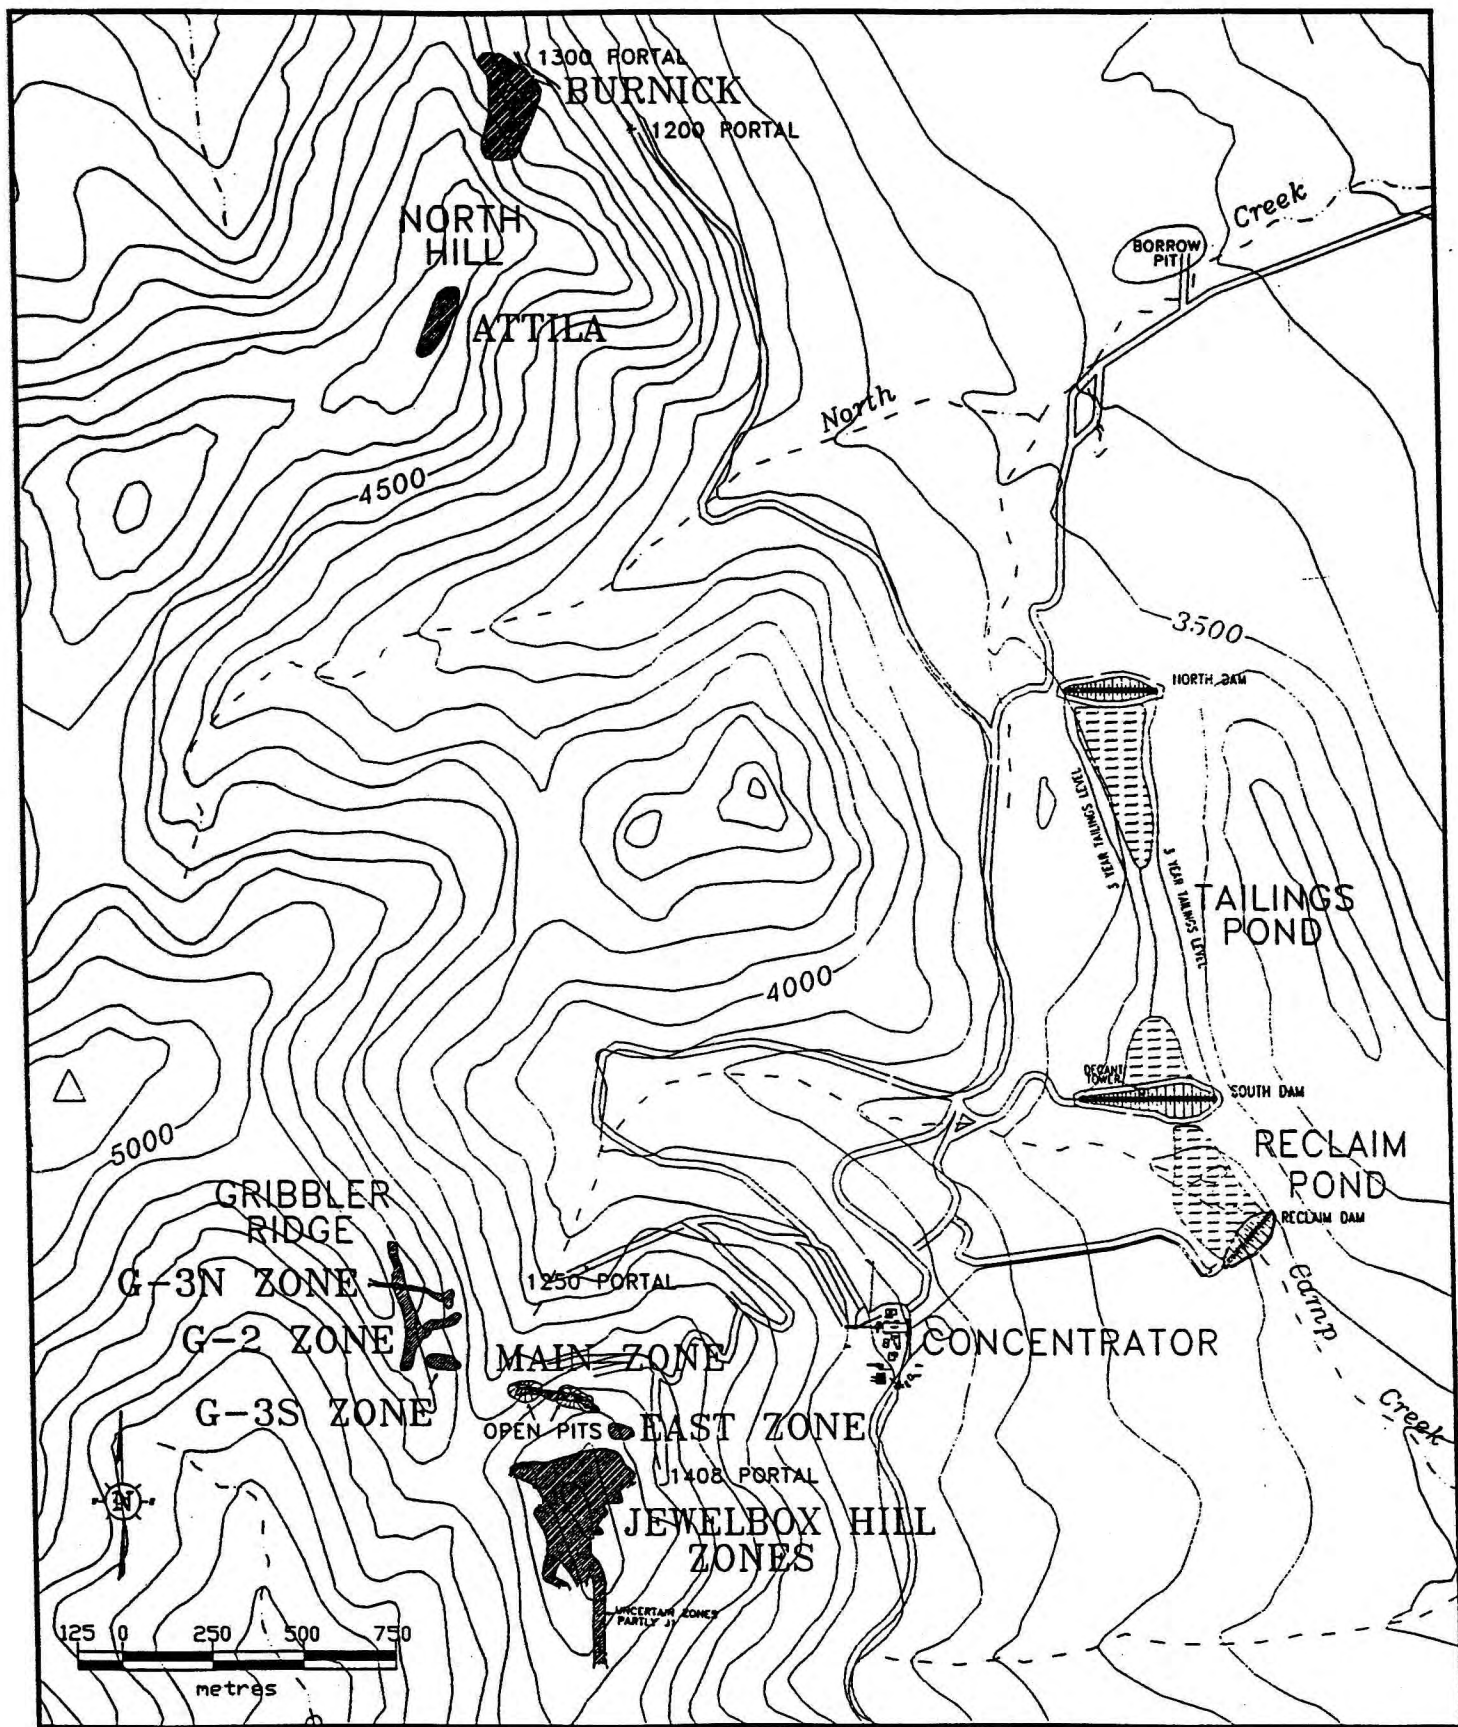 1300 PORTAL
BURNICK
1200 PORTAL
Creek
NORTH
HILL
BORROW
PIT
ATTILA
North
4500
3500
NORTH DAM
5 YEAR TAILINGS LEVEL
5 YEAR TAILINGS LEVEL
TAILINGS
POND
4000
DECANT
TOWER
SOUTH DAM
5000
RECLAIM
POND
GRIBBLER
RIDGE
RECLAIM DAM
G-3N ZONE
1250 PORTAL
Camp
G-2 ZONE
MAIN ZONE
CONCENTRATOR
G-3S ZONE
OPEN PITS
EAST ZONE
Creek
1408 PORTAL
N
JEWELBOX HILL
ZONES
UNCERTAIN ZONES
PARTLY J1
125 0 250 500 750
metres